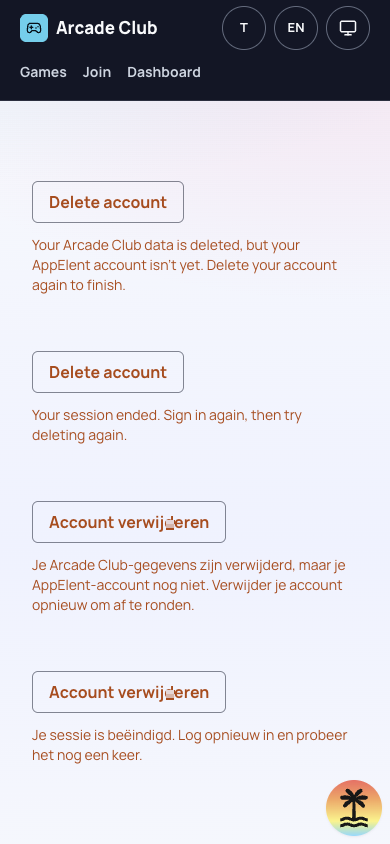 Arcade Club
T
EN
Games Join Dashboard
Delete account
Your Arcade Club data is deleted, but your
AppElent account isn't yet. Delete your account
again to finish.
Delete account
Your session ended. Sign in again, then try
deleting again.
Account
Je Arcade Club-gegevens zijn verwijderd, maar je
AppElent-account nog niet. Verwijder je account
opnieuw om af te ronden.
Account
Je sessie is beëindigd. Log opnieuw in en probeer
het nog een keer.